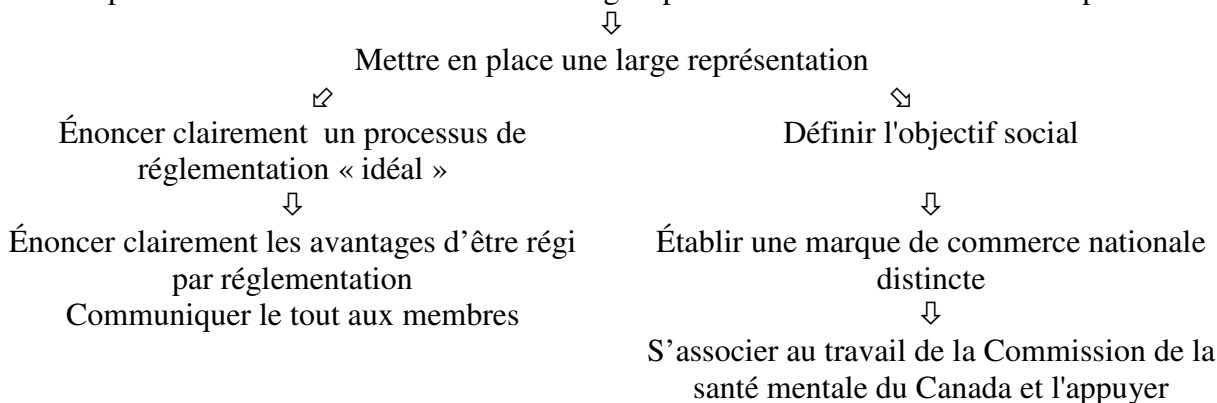 ⇩
Mettre en place une large représentation
⬃ ⬂
Énoncer clairement un processus de
réglementation « idéal »
⇩
Énoncer clairement les avantages d’être régi
par réglementation
Communiquer le tout aux membres
Définir l'objectif social
⇩
Établir une marque de commerce nationale
distincte
⇩
S’associer au travail de la Commission de la
santé mentale du Canada et l'appuyer